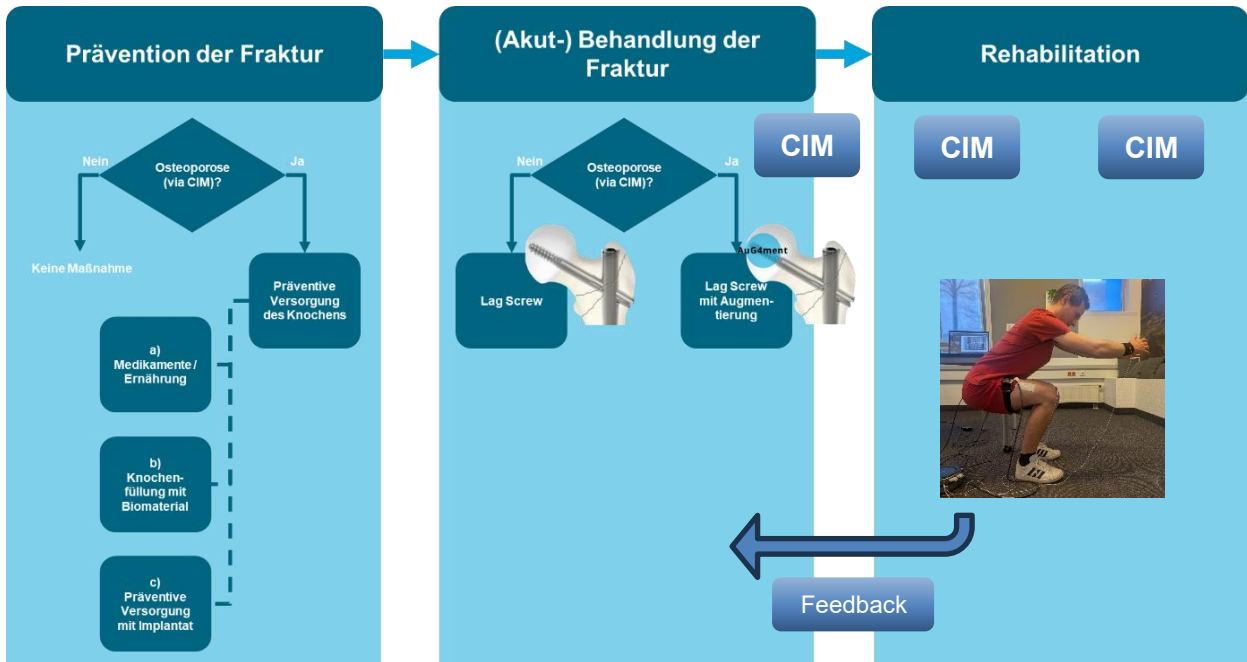 Prävention der Fraktur
(Akut-) Behandlung der
Fraktur
Rehabilitation
Nein
Ja
Osteoporose
(via CIM)?
Keine Maßnahme
Präventive
Versorgung
des Knochens
a)
Medikamente /
Ernährung
b)
Knochen-
füllung mit
Biomaterial
c)
Präventive
Versorgung
mit Implantat
Nein
Ja
Osteoporose
(via CIM)?
Lag Screw
AuG4ment
Lag Screw
mit Augmen-
tierung
CIM
CIM
CIM
Feedback